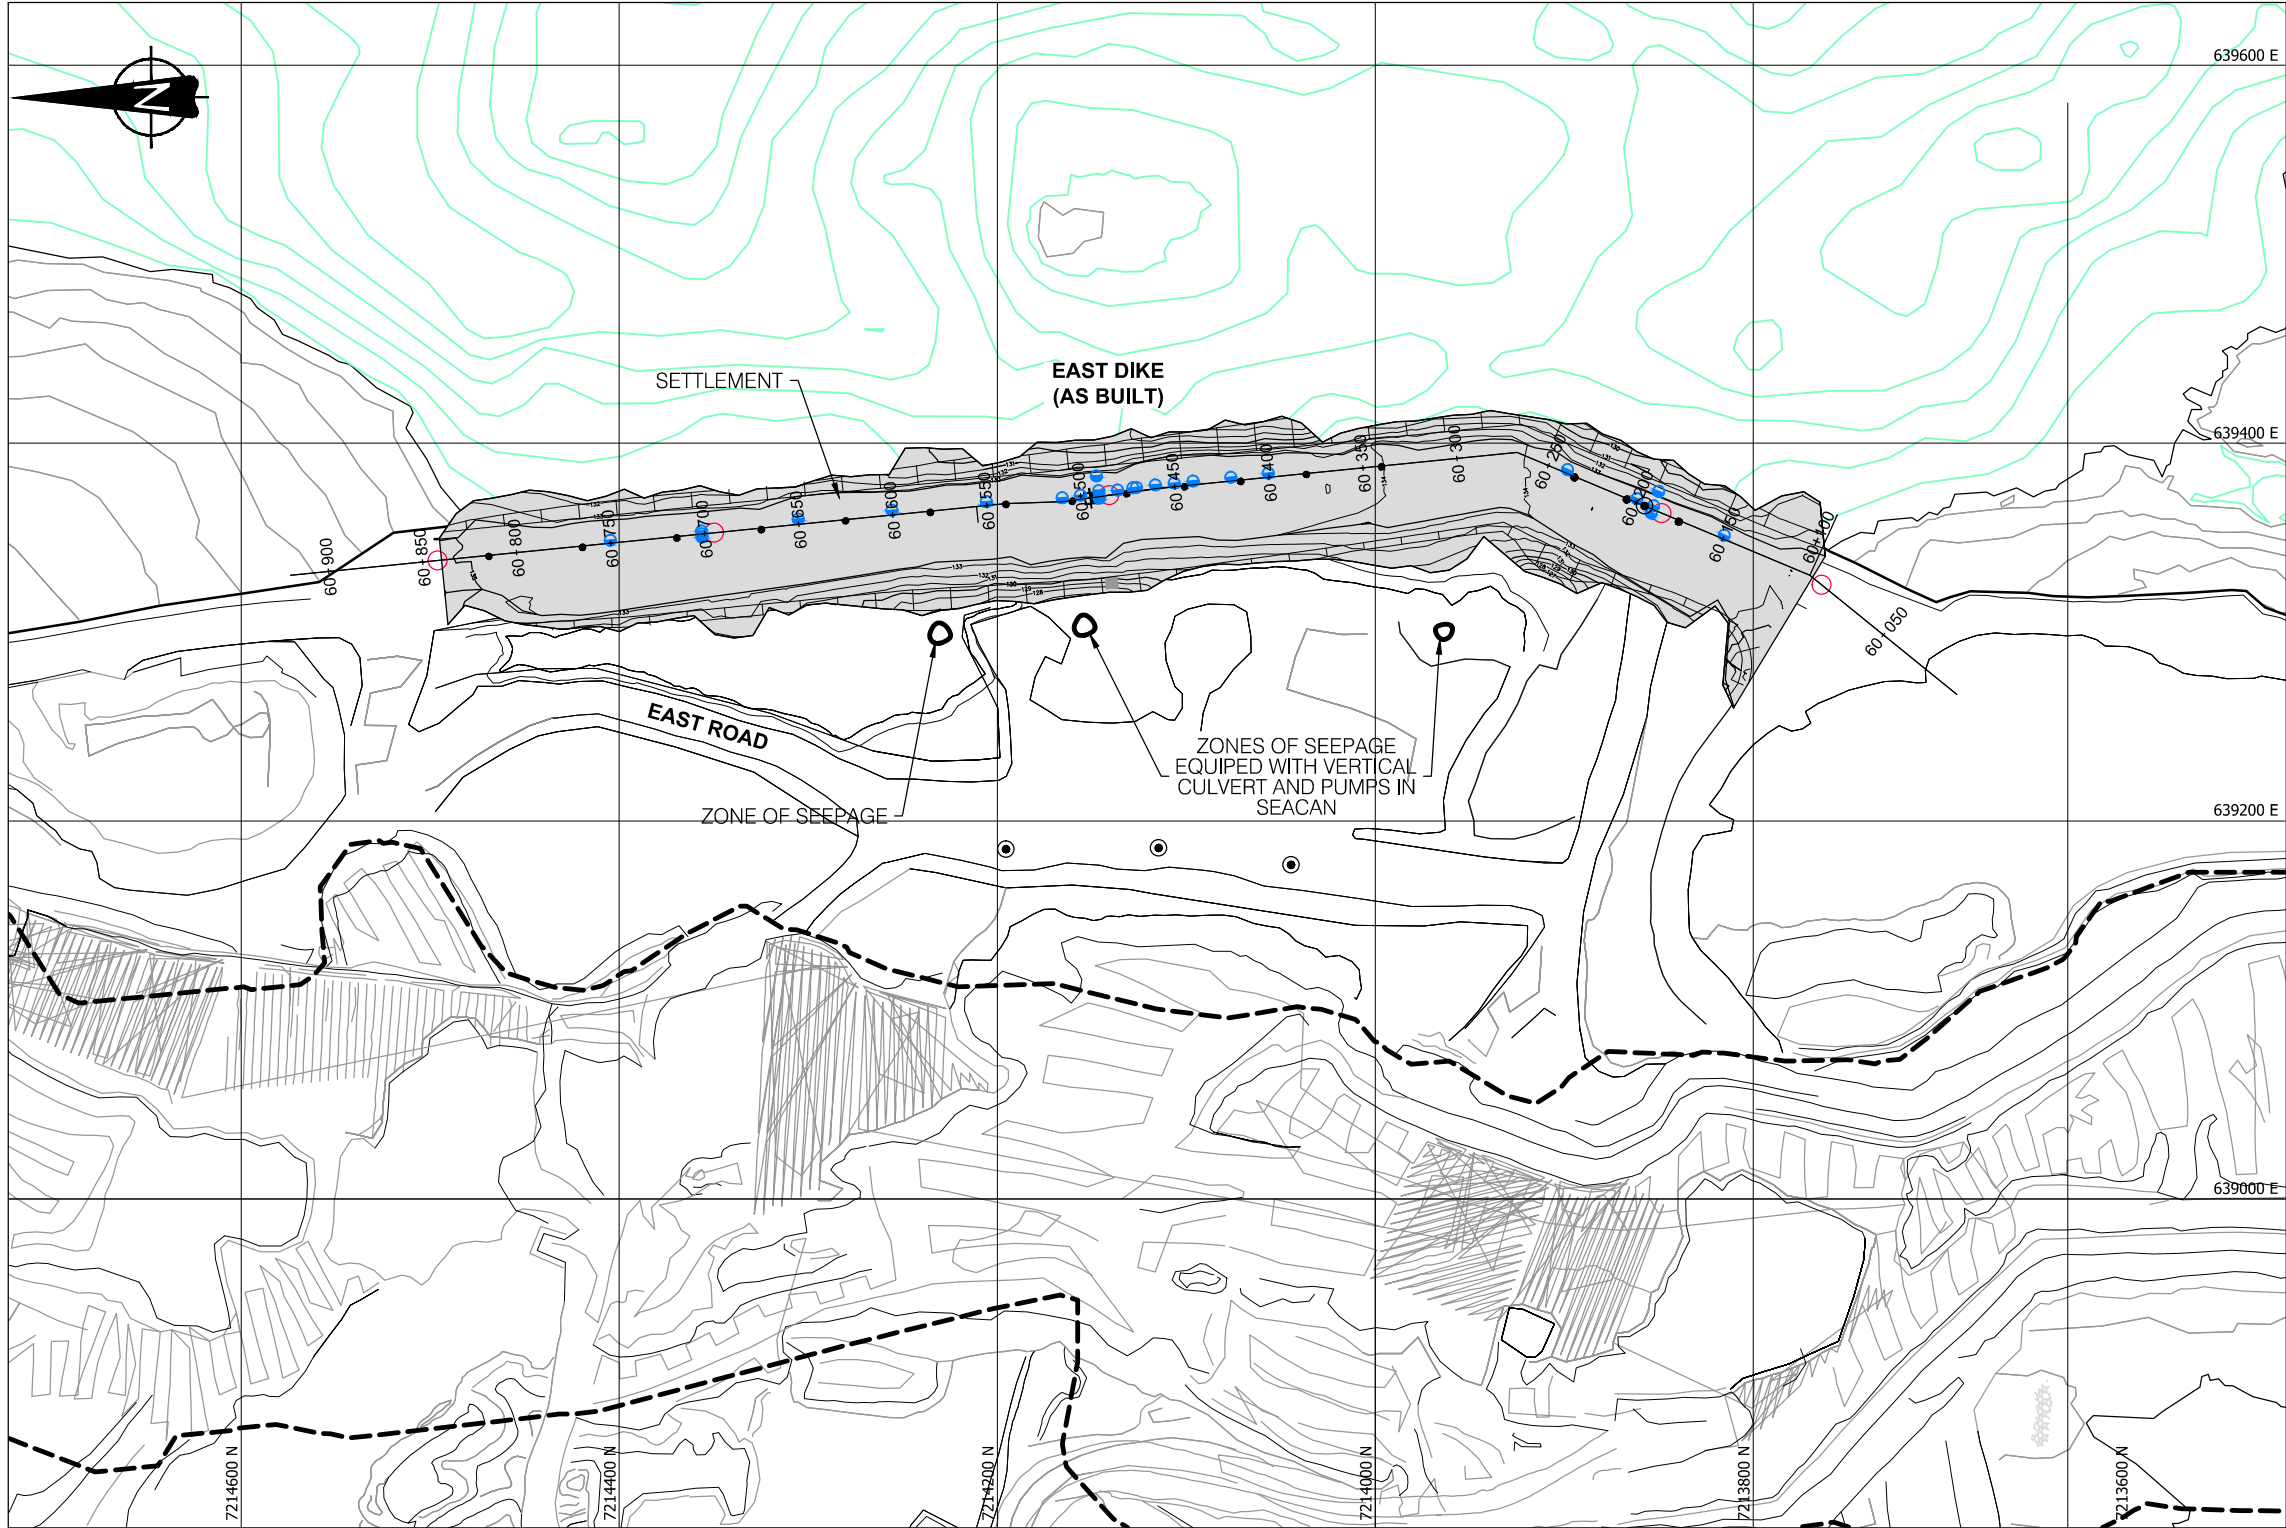 639600 E
N
EAST DIKE
(AS BUILT)
SETTLEMENT
639400 E
60+900
60+850
60+800
60+750
60+700
60+650
60+600
60+550
60+500
60+450
60+400
60+350
60+300
60+250
60+200
60+150
60+100
60+050
EAST ROAD
ZONES OF SEEPAGE
EQUIPED WITH VERTICAL
CULVERT AND PUMPS IN
SEACAN
ZONE OF SEEPAGE
639200 E
639000 E
7214600 N
7214400 N
7214200 N
7214000 N
7213800 N
7213600 N